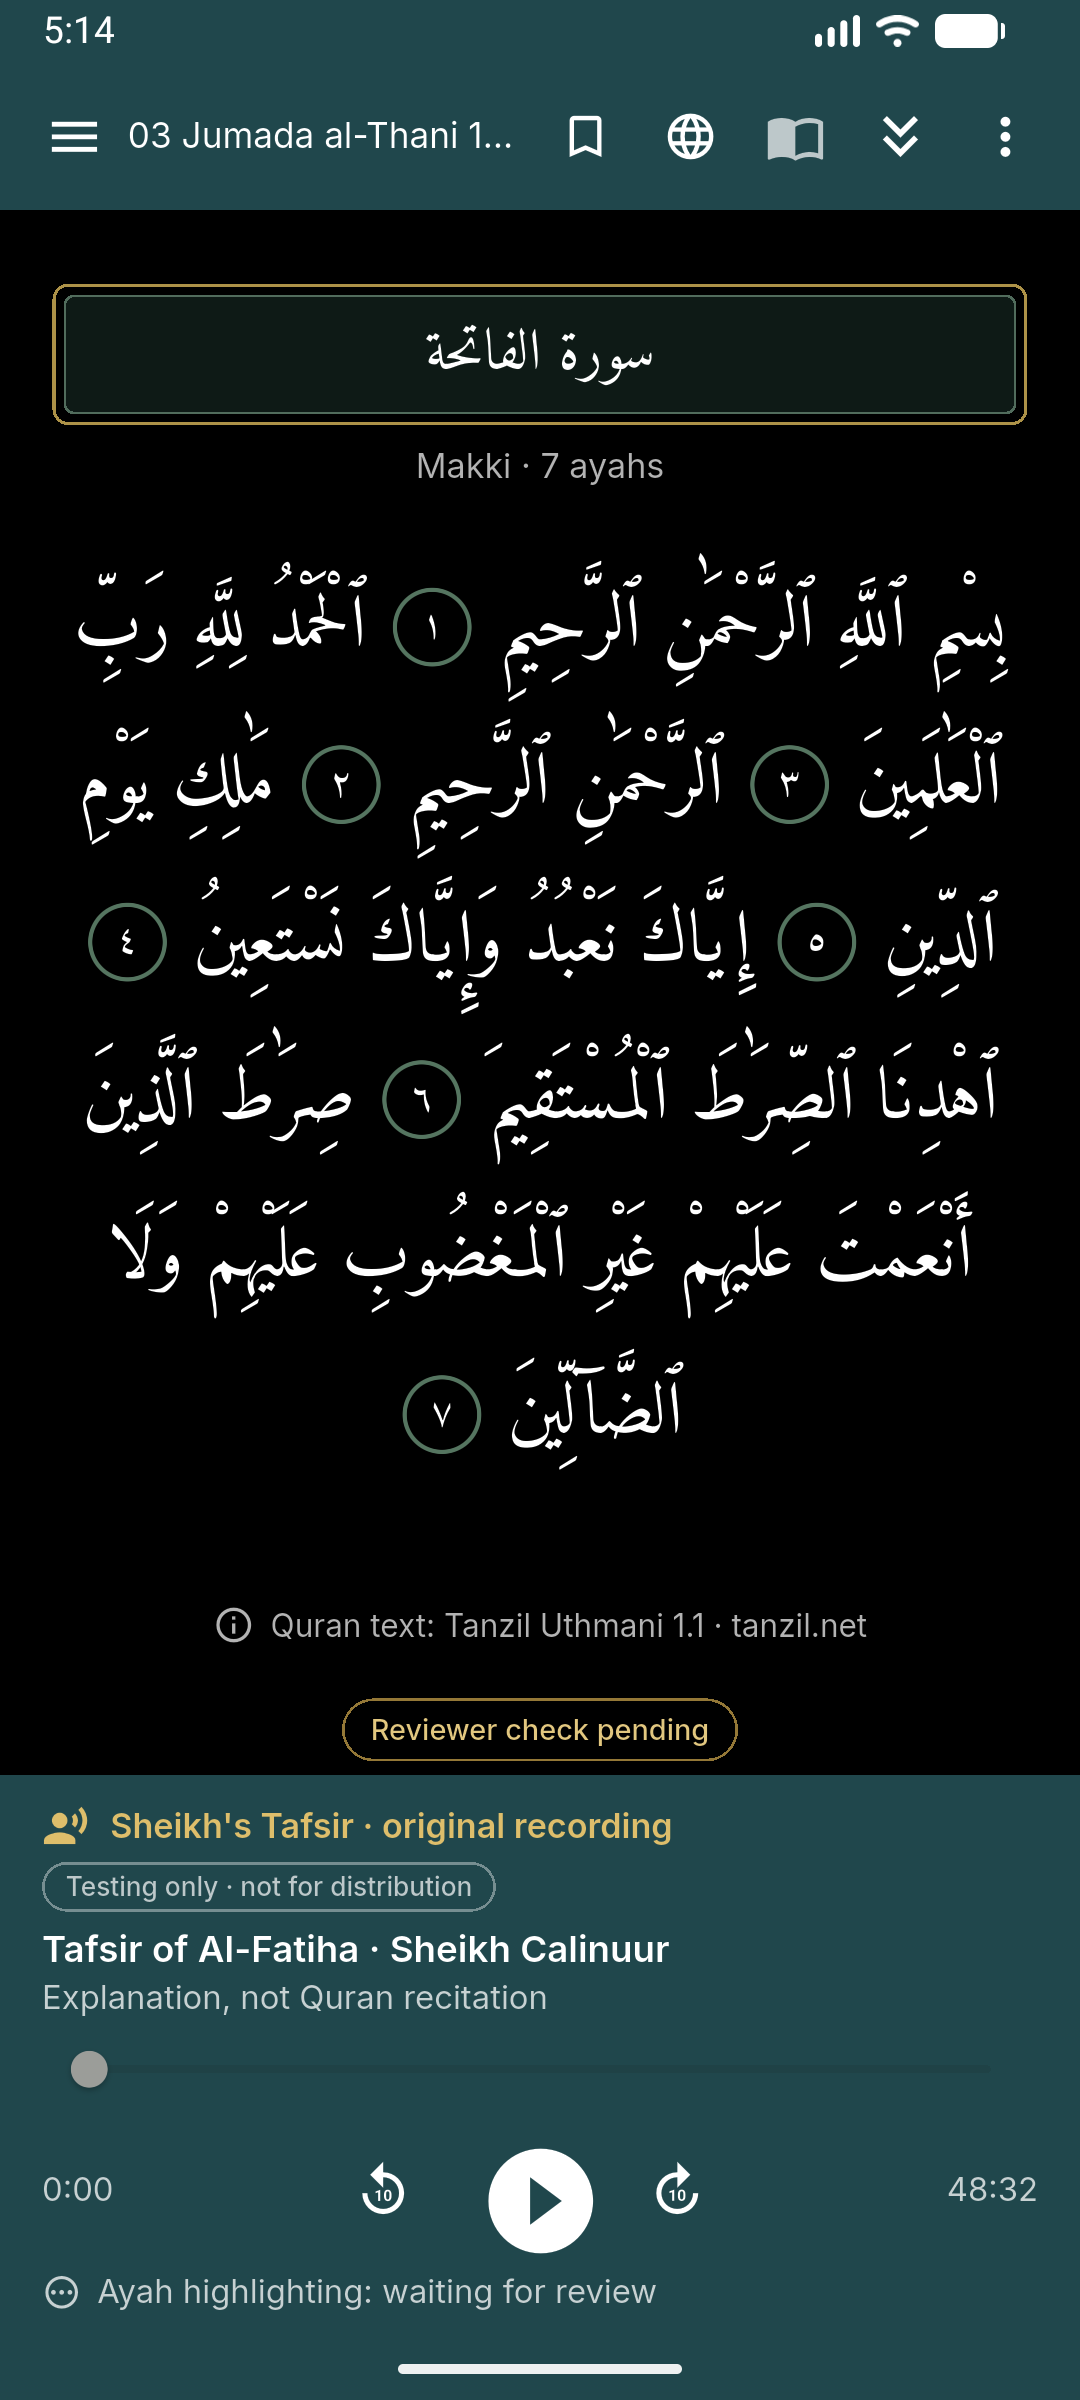 5:14
03 Jumada al-Thani 1...
سورة الفاتحة
Makki · 7 ayahs
بِسْمِ ٱللَّهِ ٱلرَّحْمَٰنِ ٱلرَّحِيمِ ١ ٱلْحَمْدُ لِلَّهِ رَبِّ
ٱلْعَٰلَمِينَ ٣ ٱلرَّحْمَٰنِ ٱلرَّحِيمِ ٢ مَٰلِكِ يَوْمِ
ٱلدِّينِ ٥ إِيَّاكَ نَعْبُدُ وَإِيَّاكَ نَسْتَعِينُ ٤
ٱهْدِنَا ٱلصِّرَٰطَ ٱلْمُسْتَقِيمَ ٦ صِرَٰطَ ٱلَّذِينَ
أَنْعَمْتَ عَلَيْهِمْ غَيْرِ ٱلْمَغْضُوبِ عَلَيْهِمْ وَلَا
ٱلضَّآلِّينَ ٧
Quran text: Tanzil Uthmani 1.1 · tanzil.net
Reviewer check pending
Sheikh's Tafsir · original recording
Testing only · not for distribution
Tafsir of Al-Fatiha · Sheikh Calinuur
Explanation, not Quran recitation
0:00 10 10 48:32
Ayah highlighting: waiting for review